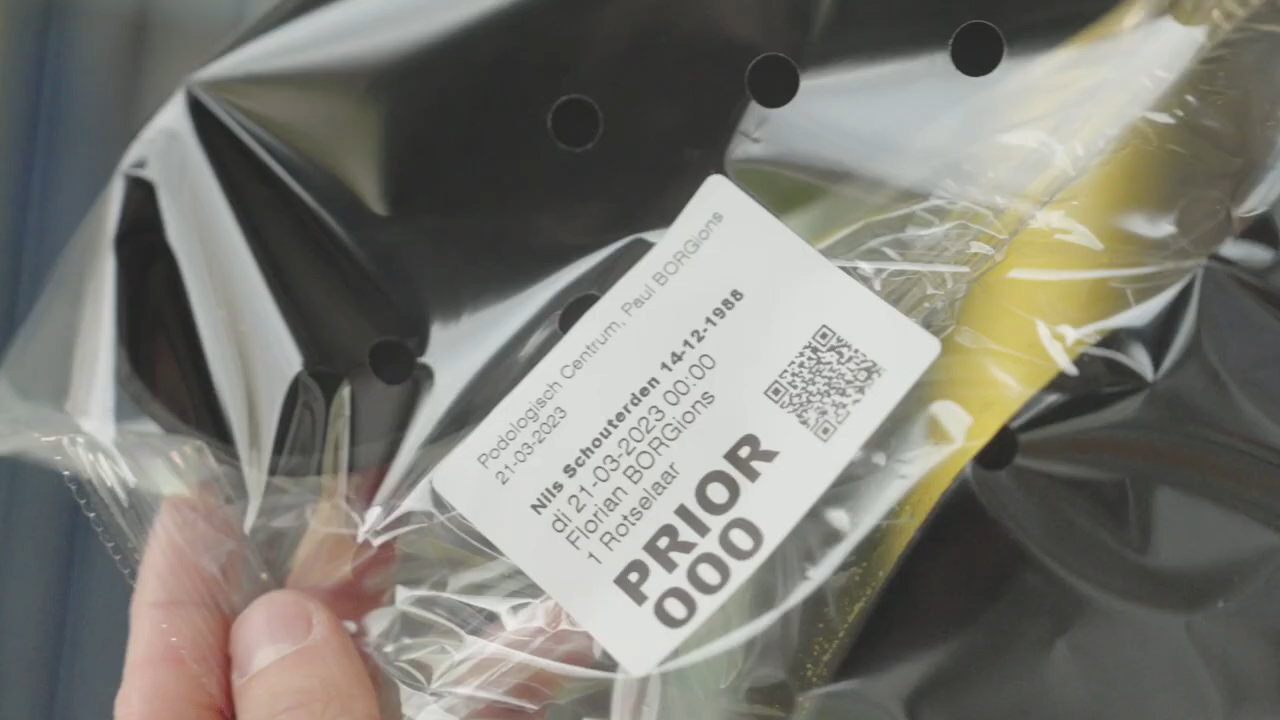 Podologisch Centrum, Paul BORGions
21-03-2023
Nils Schouterden 14-12-1988
di 21-03-2023 00:00
Florian BORGions
1 Rotselaar
PRIOR
000